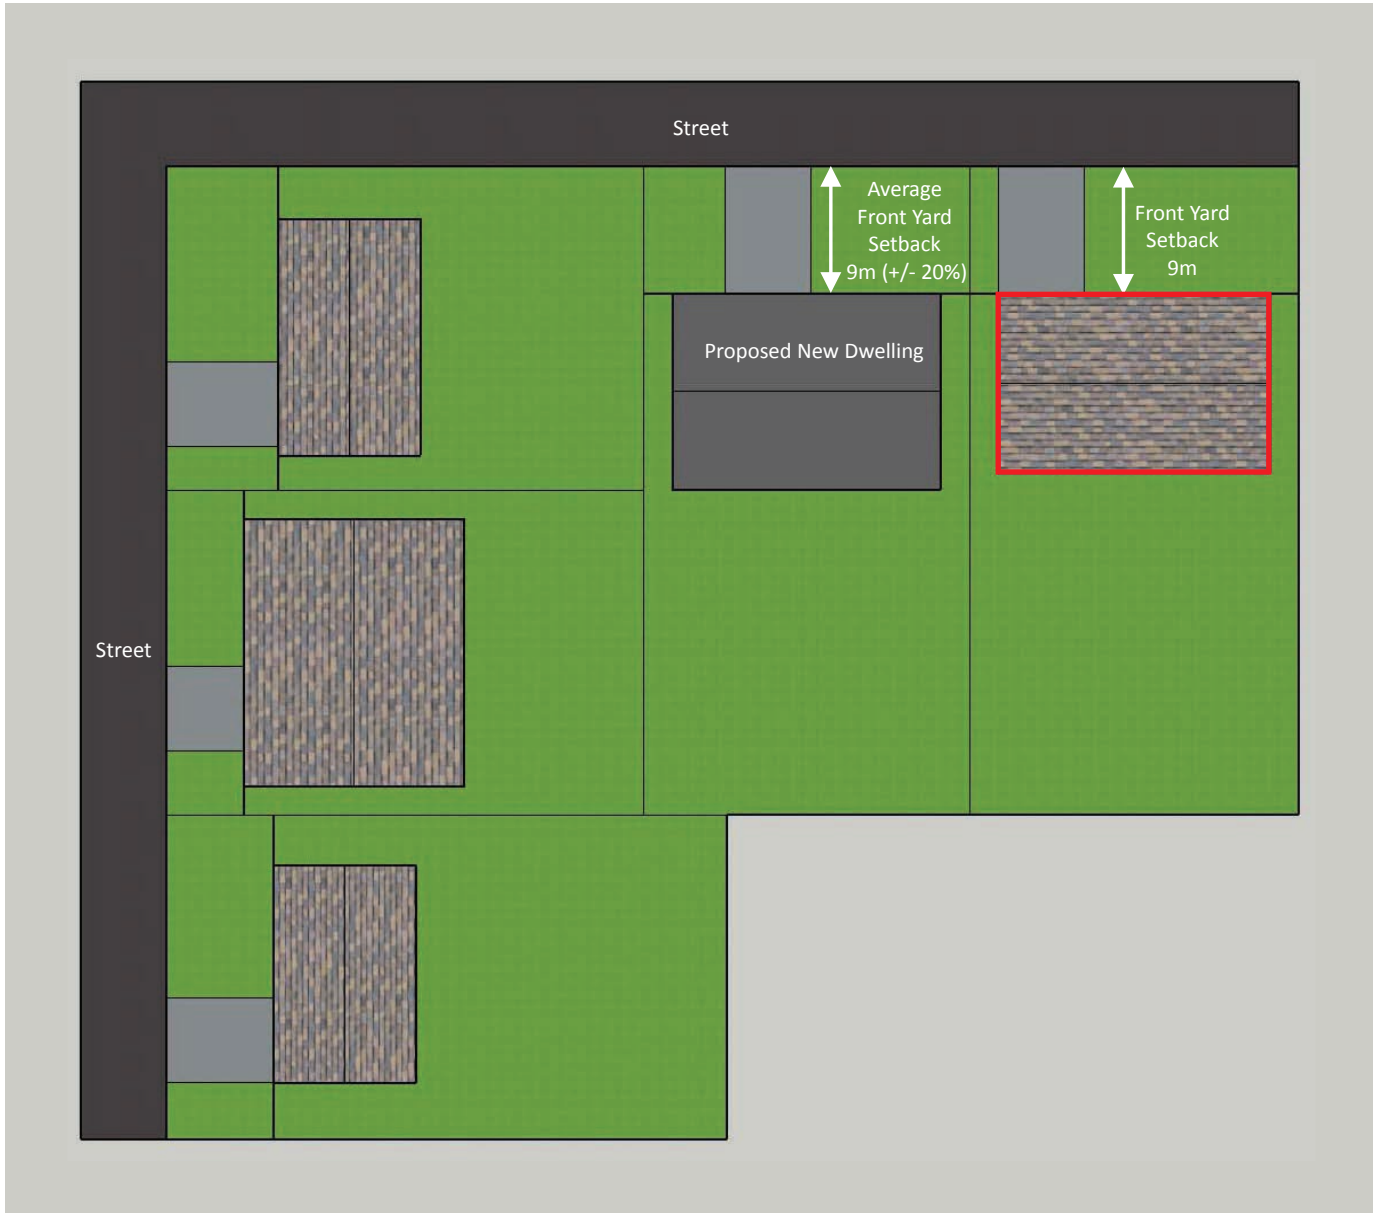 Street
Average
Front Yard
Setback
9m (+/- 20%)
Front Yard
Setback
9m
Proposed New Dwelling
Street